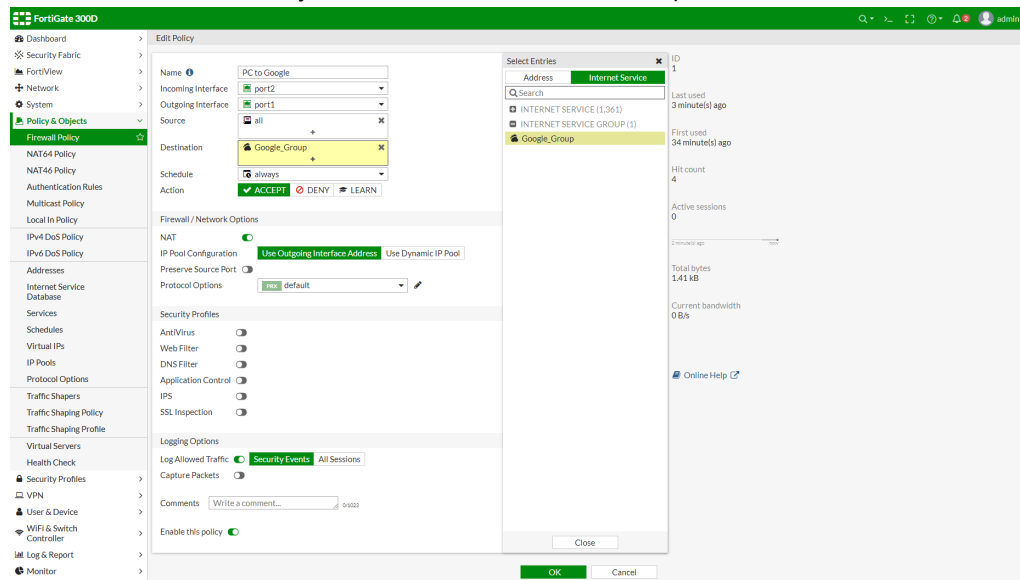 FortiGate 300D
2
admin
Dashboard
Security Fabric
FortiView
Network
System
Policy & Objects
Firewall Policy
NAT64 Policy
NAT46 Policy
Authentication Rules
Multicast Policy
Local In Policy
IPv4 DoS Policy
IPv6 DoS Policy
Addresses
Internet Service
Database
Services
Schedules
Virtual IPs
IP Pools
Protocol Options
Traffic Shapers
Traffic Shaping Policy
Traffic Shaping Profile
Virtual Servers
Health Check
Security Profiles
VPN
User & Device
WiFi & Switch
Controller
Log & Report
Monitor
Edit Policy
Name PC to Google
Incoming Interface port2
Outgoing Interface port1
Source all
+
Destination Google_Group
+
Schedule always
Action ACCEPT DENY LEARN
Firewall / Network Options
NAT
IP Pool Configuration Use Outgoing Interface Address Use Dynamic IP Pool
Preserve Source Port
Protocol Options PRX default
Security Profiles
AntiVirus
Web Filter
DNS Filter
Application Control
IPS
SSL Inspection
Logging Options
Log Allowed Traffic Security Events All Sessions
Capture Packets
Comments Write a comment... 0/1023
Enable this policy
Select Entries
Address Internet Service
Search
INTERNET SERVICE (1,361)
INTERNET SERVICE GROUP (1)
Google_Group
Close
OK Cancel
ID
1
Last used
3 minute(s) ago
First used
34 minute(s) ago
Hit count
4
Active sessions
0
2 minute(s) ago now
Total bytes
1.41 kB
Current bandwidth
0 B/s
Online Help